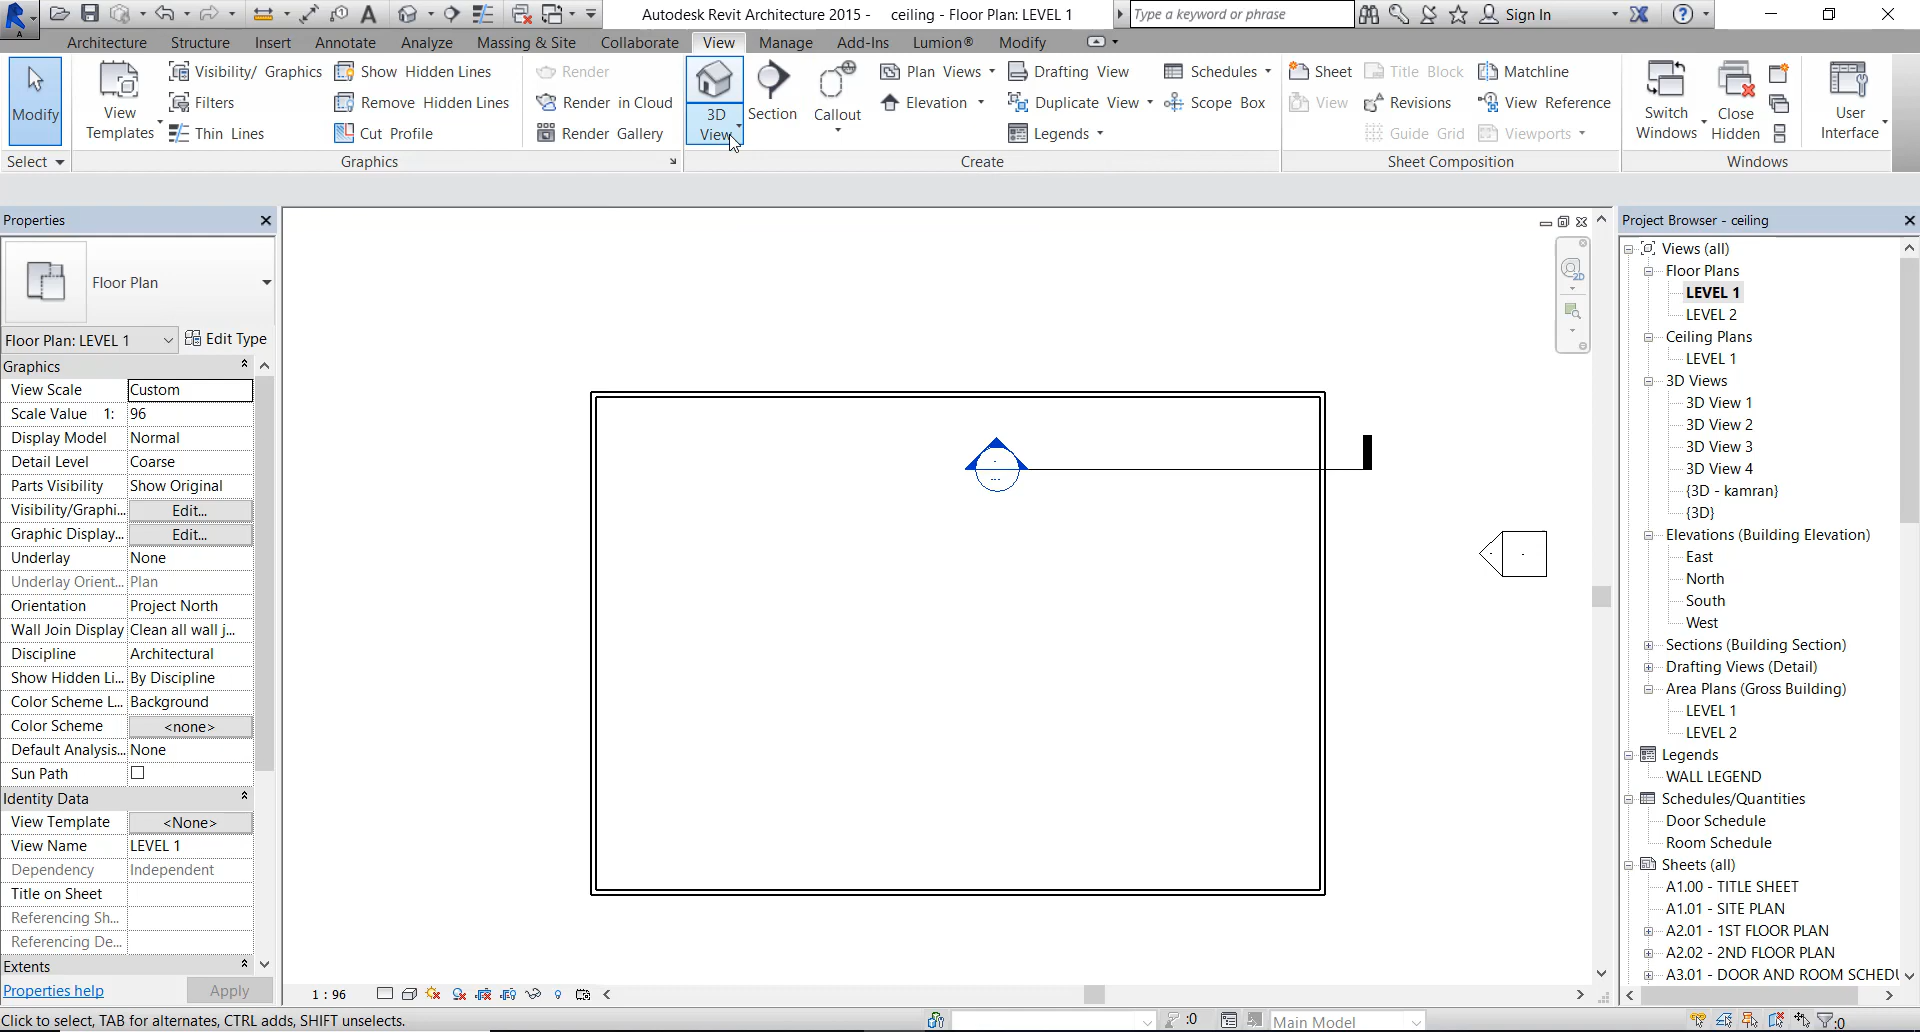 Autodesk Revit Architecture 2015 - ceiling - Floor Plan: LEVEL 1
Type a keyword or phrase
Sign In
Architecture Structure Insert Annotate Analyze Massing & Site Collaborate View Manage Add-Ins Lumion® Modify
Modify
View Templates
Visibility/ Graphics
Filters
Thin Lines
Show Hidden Lines
Remove Hidden Lines
Cut Profile
Render
Render in Cloud
Render Gallery
3D View
Section
Callout
Plan Views
Elevation
Drafting View
Duplicate View
Legends
Schedules
Scope Box
Sheet
View
Title Block
Revisions
Guide Grid
Matchline
View Reference
Viewports
Switch Windows
Close Hidden
User Interface
Select
Graphics
Create
Sheet Composition
Windows
Properties
Floor Plan
Floor Plan: LEVEL 1
Edit Type
Graphics
View Scale Custom
Scale Value 1: 96
Display Model Normal
Detail Level Coarse
Parts Visibility Show Original
Visibility/Graphi... Edit...
Graphic Display... Edit...
Underlay None
Underlay Orient... Plan
Orientation Project North
Wall Join Display Clean all wall j...
Discipline Architectural
Show Hidden Li... By Discipline
Color Scheme L... Background
Color Scheme <none>
Default Analysis... None
Sun Path
Identity Data
View Template <None>
View Name LEVEL 1
Dependency Independent
Title on Sheet
Referencing Sh...
Referencing De...
Extents
Properties help
Apply
2D
1 : 96
Project Browser - ceiling
Views (all)
Floor Plans
LEVEL 1
LEVEL 2
Ceiling Plans
LEVEL 1
3D Views
3D View 1
3D View 2
3D View 3
3D View 4
{3D - kamran}
{3D}
Elevations (Building Elevation)
East
North
South
West
Sections (Building Section)
Drafting Views (Detail)
Area Plans (Gross Building)
LEVEL 1
LEVEL 2
Legends
WALL LEGEND
Schedules/Quantities
Door Schedule
Room Schedule
Sheets (all)
A1.00 - TITLE SHEET
A1.01 - SITE PLAN
A2.01 - 1ST FLOOR PLAN
A2.02 - 2ND FLOOR PLAN
A3.01 - DOOR AND ROOM SCHEDU
Click to select, TAB for alternates, CTRL adds, SHIFT unselects.
:0
Main Model
:0